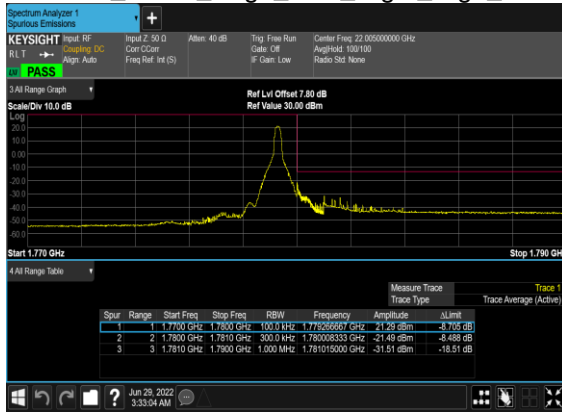 Spectrum Analyzer 1
Spurious Emissions
+
KEYSIGHT Input: RF Input Z: 50 Ω Atten: 40 dB Trig: Free Run Center Freq: 22.005000000 GHz
RLT Coupling: DC Corr CCorr Gate: Off Avg|Hold: 100/100
Align: Auto Freq Ref: Int (S) IF Gain: Low Radio Std: None
LV PASS
3 All Range Graph
Ref Lvl Offset 7.80 dB
Scale/Div 10.0 dB Ref Value 30.00 dBm
Log
20.0
10.0
0.00
-10.0
-20.0
-30.0
-40.0
-50.0
-60.0
Start 1.770 GHz Stop 1.790 GH
4 All Range Table
Measure Trace Trace 1
Trace Type Trace Average (Active)
Spur Range Start Freq Stop Freq RBW Frequency Amplitude ΔLimit
1 1 1.7700 GHz 1.7800 GHz 100.0 kHz 1.779266667 GHz 21.29 dBm -8.705 dB
2 2 1.7800 GHz 1.7810 GHz 300.0 kHz 1.780008333 GHz -21.49 dBm -8.488 dB
3 3 1.7810 GHz 1.7900 GHz 1.000 MHz 1.781015000 GHz -31.51 dBm -18.51 dB
? Jun 29, 2022
3:33:04 AM